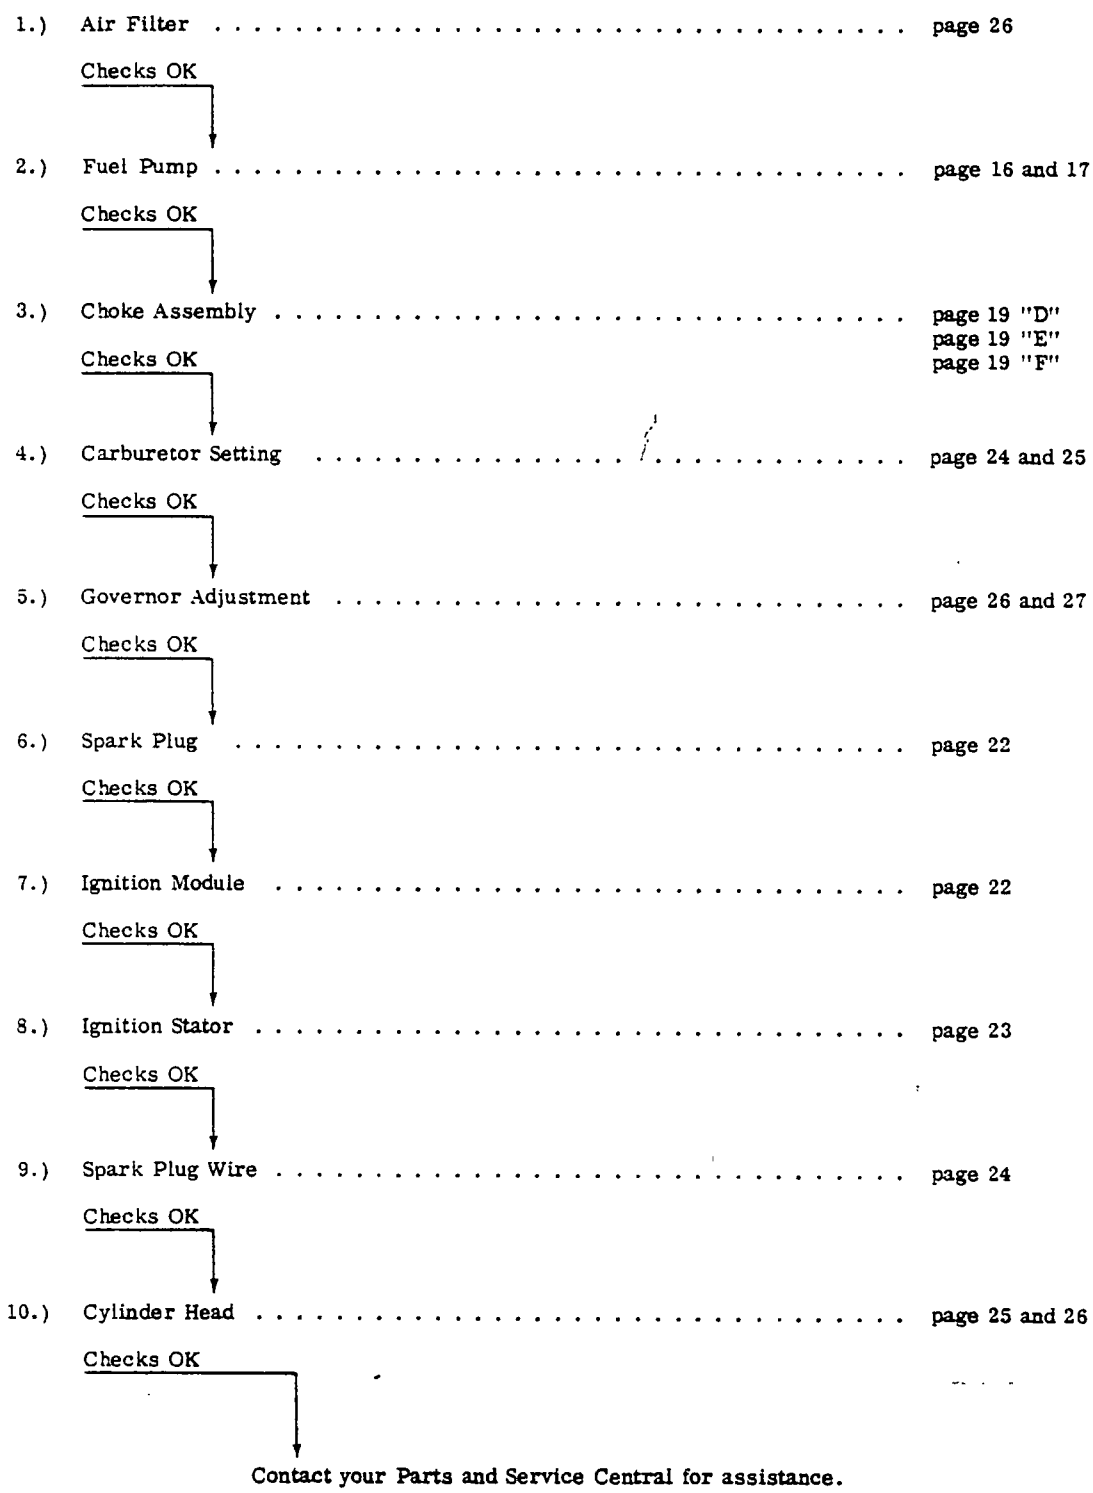 1.) Air Filter . . . . . . . . . . . . . . . . . . . . . . . . . . . . . . . . . . . page 26
Checks OK
2.) Fuel Pump . . . . . . . . . . . . . . . . . . . . . . . . . . . . . . . . . . . page 16 and 17
Checks OK
3.) Choke Assembly . . . . . . . . . . . . . . . . . . . . . . . . . . . . . . . . page 19 "D"
page 19 "E"
Checks OK
page 19 "F"
4.) Carburetor Setting . . . . . . . . . . . . . . . . . . . . . . . . . . . . . . page 24 and 25
Checks OK
5.) Governor Adjustment . . . . . . . . . . . . . . . . . . . . . . . . . . . . . page 26 and 27
Checks OK
6.) Spark Plug . . . . . . . . . . . . . . . . . . . . . . . . . . . . . . . . . . page 22
Checks OK
7.) Ignition Module . . . . . . . . . . . . . . . . . . . . . . . . . . . . . . . . page 22
Checks OK
8.) Ignition Stator . . . . . . . . . . . . . . . . . . . . . . . . . . . . . . . . . page 23
Checks OK
9.) Spark Plug Wire . . . . . . . . . . . . . . . . . . . . . . . . . . . . . . . . page 24
Checks OK
10.) Cylinder Head . . . . . . . . . . . . . . . . . . . . . . . . . . . . . . . . . page 25 and 26
Checks OK
Contact your Parts and Service Central for assistance.